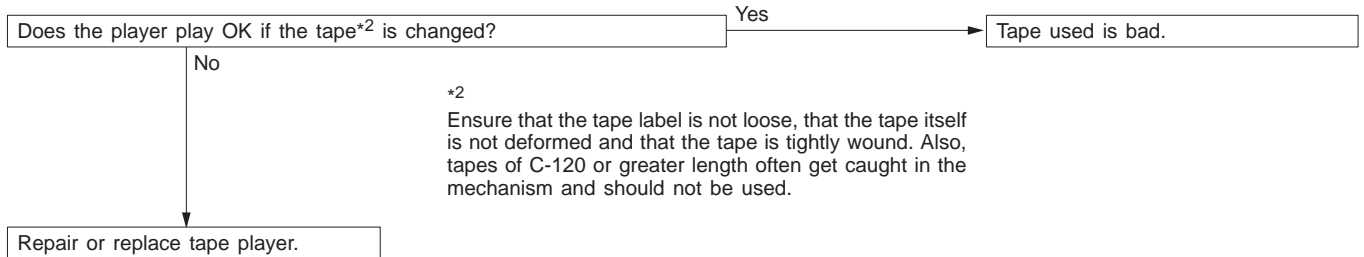 Yes
Does the player play OK if the tape*2 is changed?
Tape used is bad.
No
*2
Ensure that the tape label is not loose, that the tape itself
is not deformed and that the tape is tightly wound. Also,
tapes of C-120 or greater length often get caught in the
mechanism and should not be used.
Repair or replace tape player.